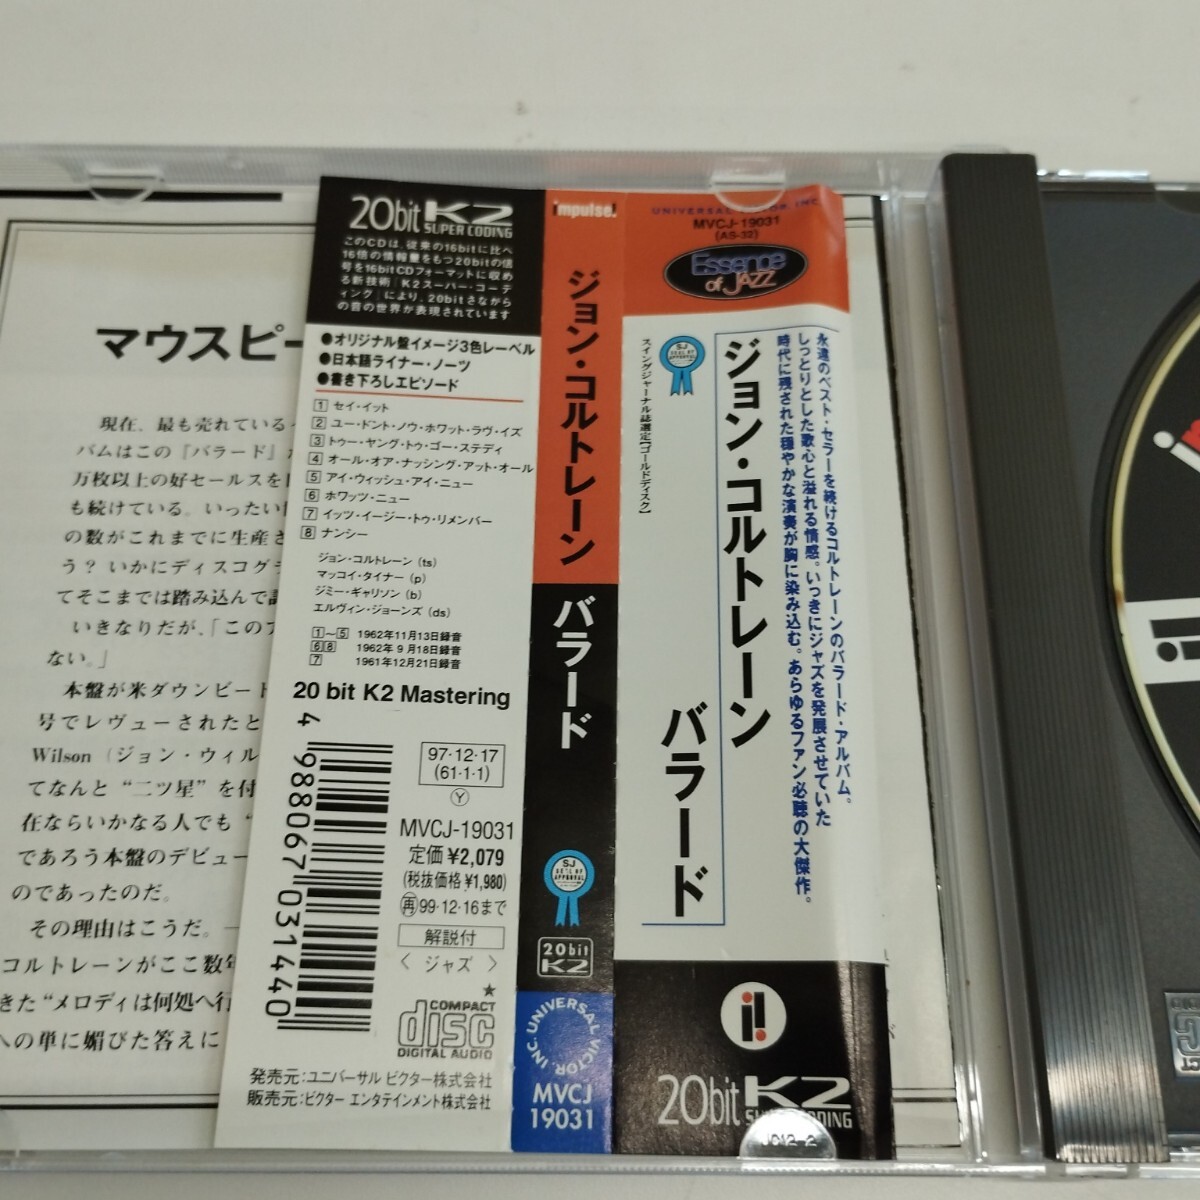 マウスピー
現在、最も売れている
バムはこの『バラード』
万枚以上の好セールスを
も続けている。いったい
の数がこれまでに生産さ
う？いかにディスコグラ
てそこまでは踏み込んで
いきなりだが、「このア
ない。」
本盤が米ダウンビート
号でレヴューされたと
Wilson（ジョン・ウィル
てなんと“二ツ星”を付
在ならいかなる人でも“
であろう本盤のデビュー
のであったのだ。
その理由はこうだ。
コルトレーンがここ数年
きた“メロディは何処へ行
への単に媚びた答えに
20bit K2
SUPER CODING
このCDは、従来の16bitに比べ
16倍の情報量をもつ20bitの信
号を16bitCDフォーマットに収め
る新技術「K2スーパー・コーデ
ィング」により、20bitさながら
の音の世界が表現されています
●オリジナル盤イメージ3色レーベル
●日本語ライナー・ノーツ
●書き下ろしエピソード
1 セイ・イット
2 ユー・ドント・ノウ・ホワット・ラヴ・イズ
3 トゥー・ヤング・トゥ・ゴー・ステディ
4 オール・オア・ナッシング・アット・オール
5 アイ・ウィッシュ・アイ・ニュー
6 ホワッツ・ニュー
7 イッツ・イージー・トゥ・リメンバー
8 ナンシー
ジョン・コルトレーン (ts)
マッコイ・タイナー (p)
ジミー・ギャリソン (b)
エルヴィン・ジョーンズ (ds)
1〜5 1962年11月13日録音
6 8 1962年9月18日録音
7 1961年12月21日録音
20 bit K2 Mastering
4988067031440
97・12・17
(61・1・1)
Y
MVCJ-19031
定価¥2,079
(税抜価格¥1,980)
再99・12・16まで
解説付
〈ジャズ〉
★
COMPACT
disc
DIGITAL AUDIO
発売元：ユニバーサル ビクター株式会社
販売元：ビクター エンタテインメント株式会社
impulse!
ジョン・コルトレーン
バラード
SJ
SEAL OF
APPROVAL
20bit
K2
UNIVERSAL VICTOR, INC.
MVCJ
19031
UNIVERSAL VICTOR, INC.
MVCJ-19031
(AS-32)
Essence
of JAZZ
永遠のベスト・セラーを続けるコルトレーンのバラード・アルバム。
しっとりとした歌心と溢れる情感。いっきにジャズを発展させていた
時代に残された穏やかな演奏が胸に染み込む。あらゆるファン必聴の大傑作。
SJ
SEAL OF
APPROVAL
スイングジャーナル誌選定【ゴールドディスク】
ジョン・コルトレーン
バラード
i!
20bit K2
SUPER CODING
JC12-2